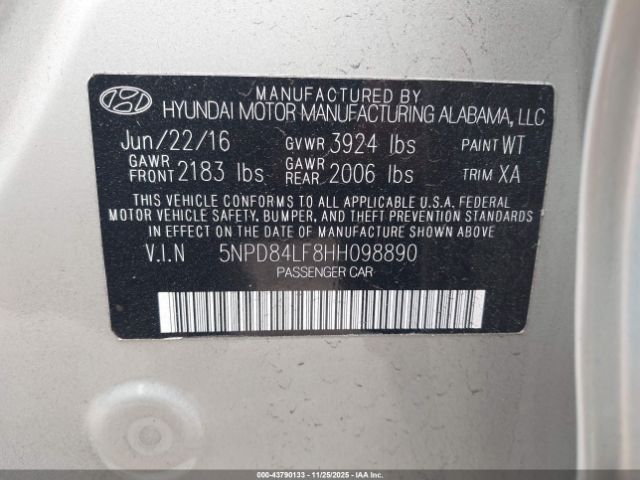 MANUFACTURED BY
HYUNDAI MOTOR MANUFACTURING ALABAMA, LLC
Jun/22/16 GVWR 3924 lbs PAINT WT
GAWR FRONT 2183 lbs GAWR REAR 2006 lbs TRIM XA
THIS VEHICLE CONFORMS TO ALL APPLICABLE U.S.A. FEDERAL
MOTOR VEHICLE SAFETY, BUMPER, AND THEFT PREVENTION STANDARDS
IN EFFECT ON THE DATE OF MANUFACTURE SHOWN ABOVE.
V.I.N 5NPD84LF8HH098890
PASSENGER CAR
000-43790133 - 11/25/2025 - IAAI.COM